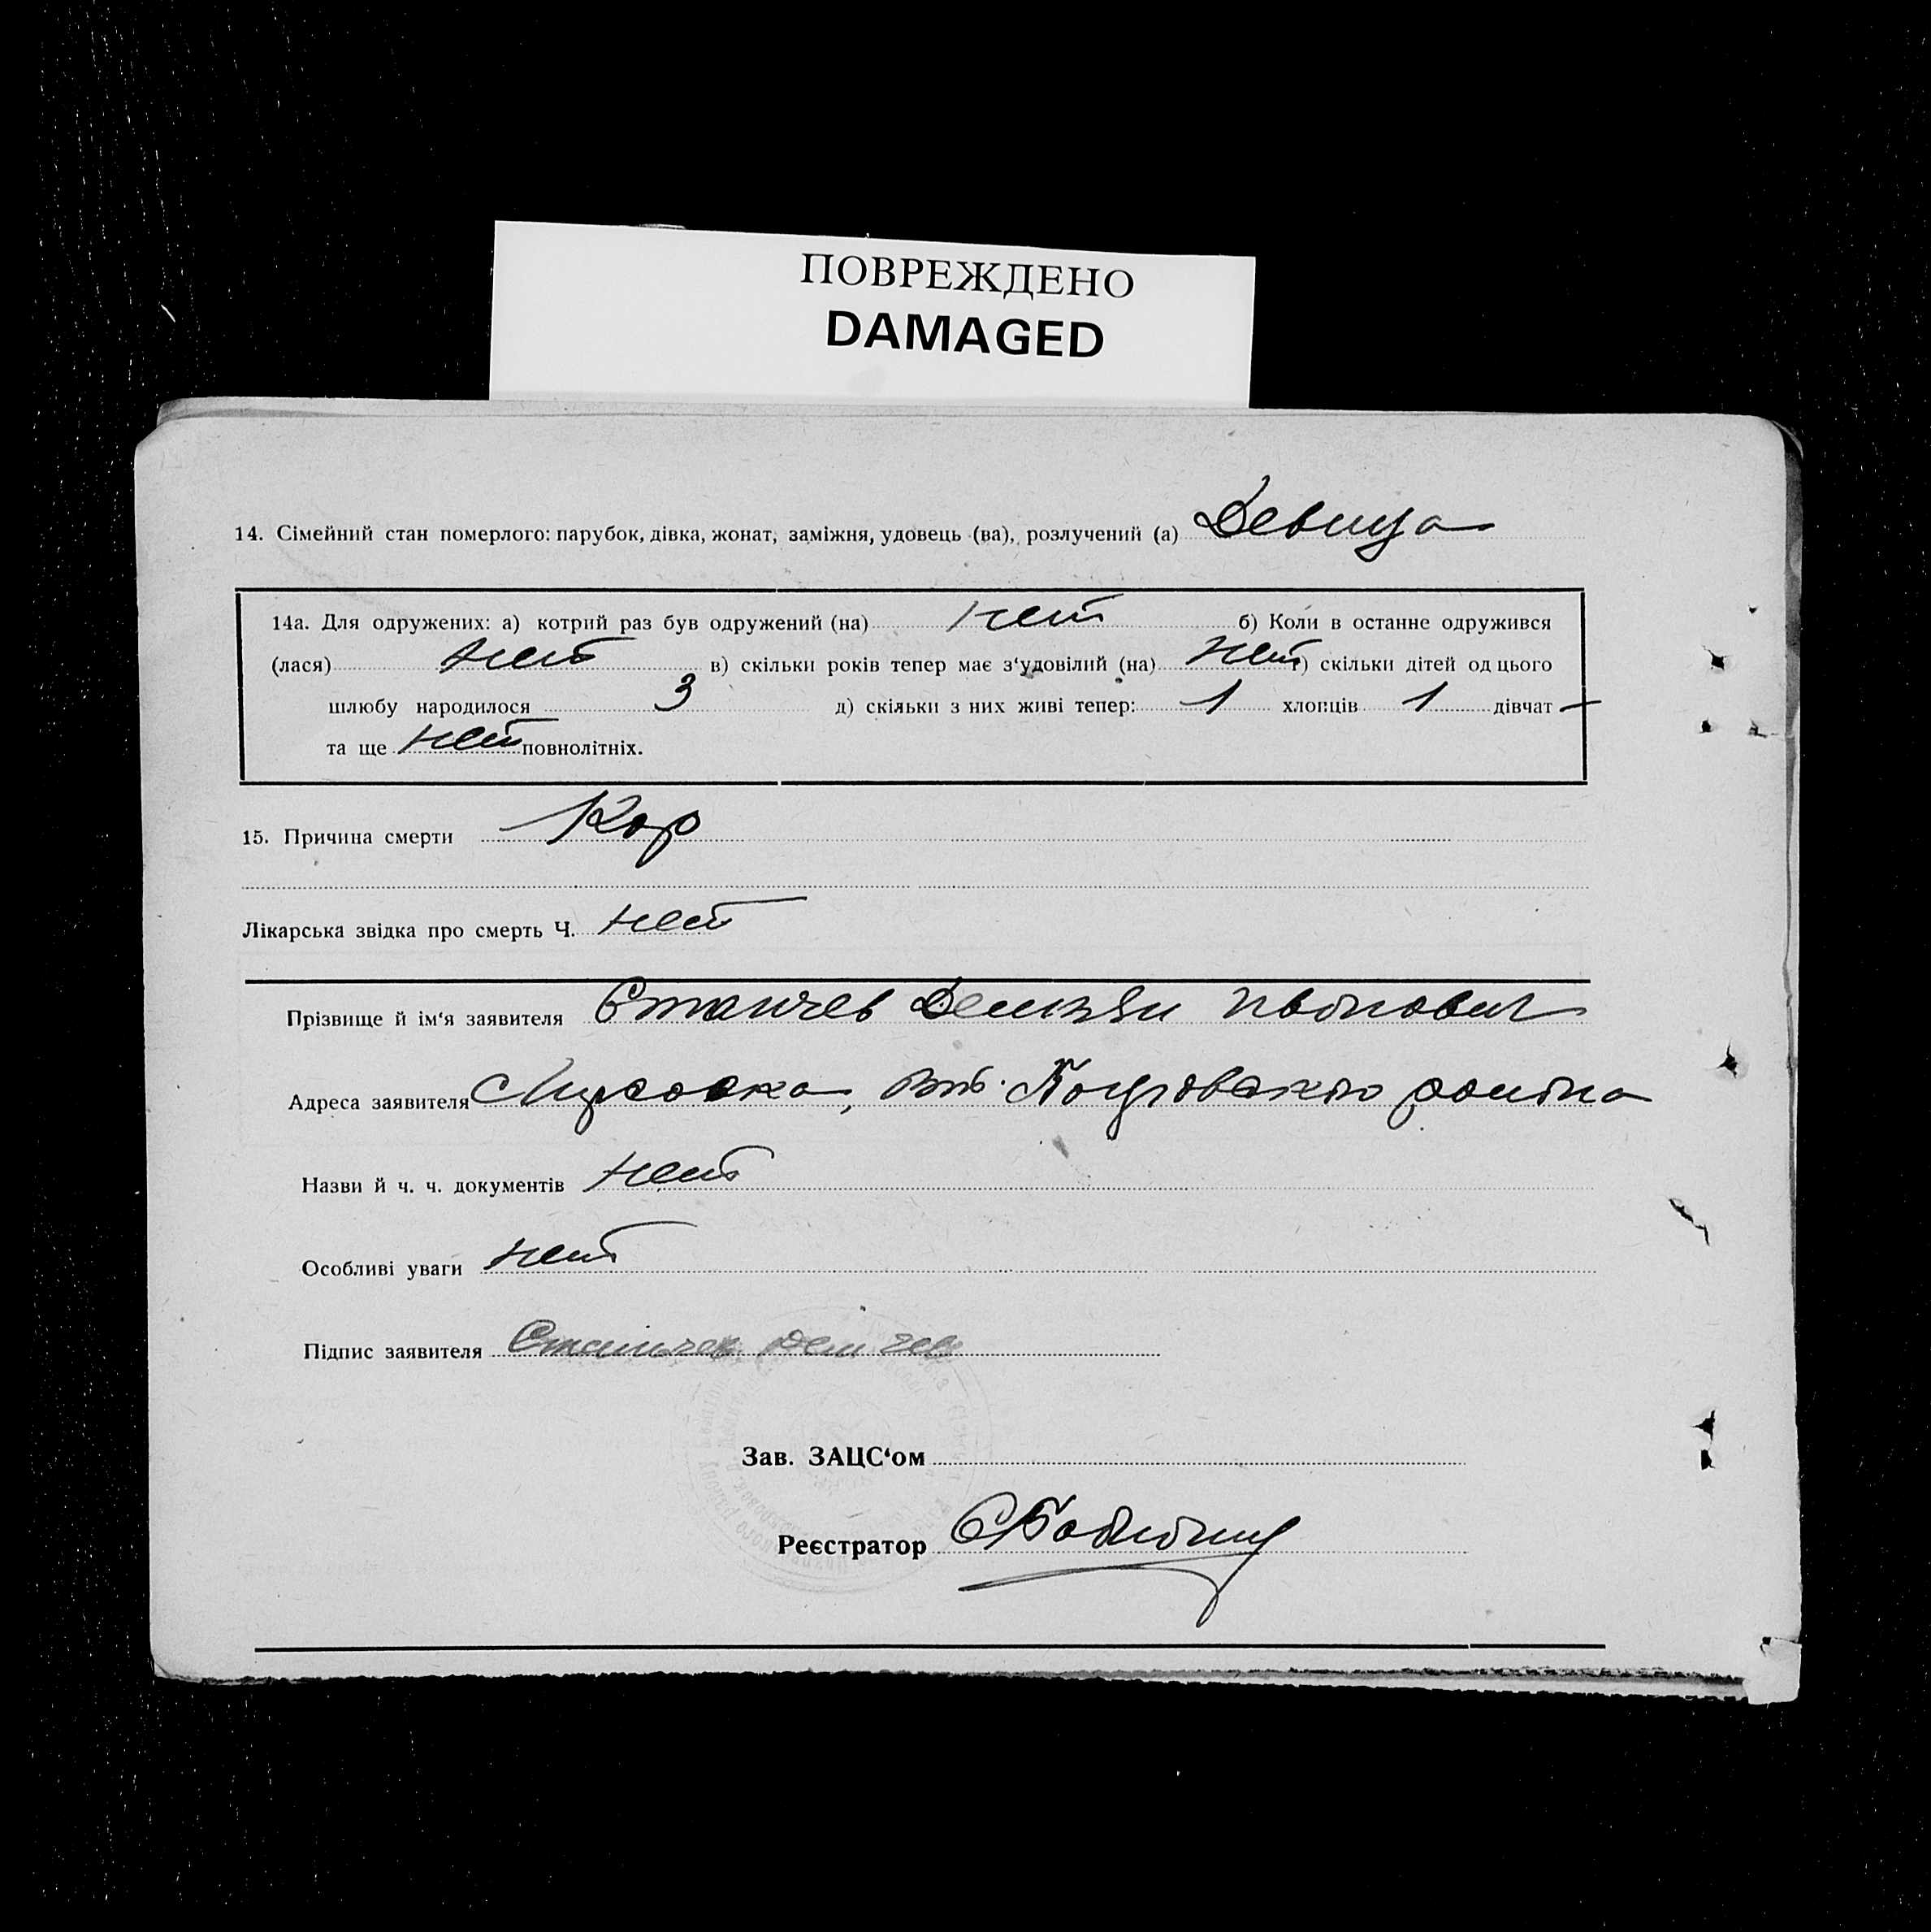 ПОВРЕЖДЕНО
DAMAGED
14. Сімейний стан померлого: парубок, дівка, жонат, заміжня, удовець (ва), розлучений (а) Девица
14а. Для одружених: а) котрий раз був одружений (на) нет б) Коли в останне одружився
(лася) нет в) скільки років тепер має з‘удовілий (на) нет г) скільки дітей од цього
шлюбу народилося 3 д) скільки з них живі тепер: 1 хлопців 1 дівчат —
та ще нет повнолітніх.
15. Причина смерти Кор
Лікарська звідка про смерть Ч. нет
Прізвище й ім‘я заявителя Станчев Демьян
Адреса заявителя района
Назви й ч. ч. документів нет
Особливі уваги нет
Підпис заявителя Станчев
Зав. ЗАЦС‘ом
Реєстратор